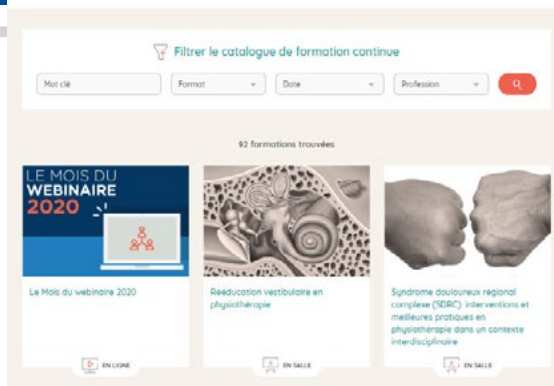 Filtrer le catalogue de formation continue
Mot clé
Format
Date
Profession
92 formations trouvées
LE MOIS DU
WEBINAIRE
2020
Le Mois du webinaire 2020
Rééducation vestibulaire en
physiothérapie
Syndrome douloureux regional
complexe (SDRC): interventions et
meilleures pratiques en
physiothérapie dans un contexte
interdisciplinaire
EN LIGNE
EN SALLE
EN SALLE